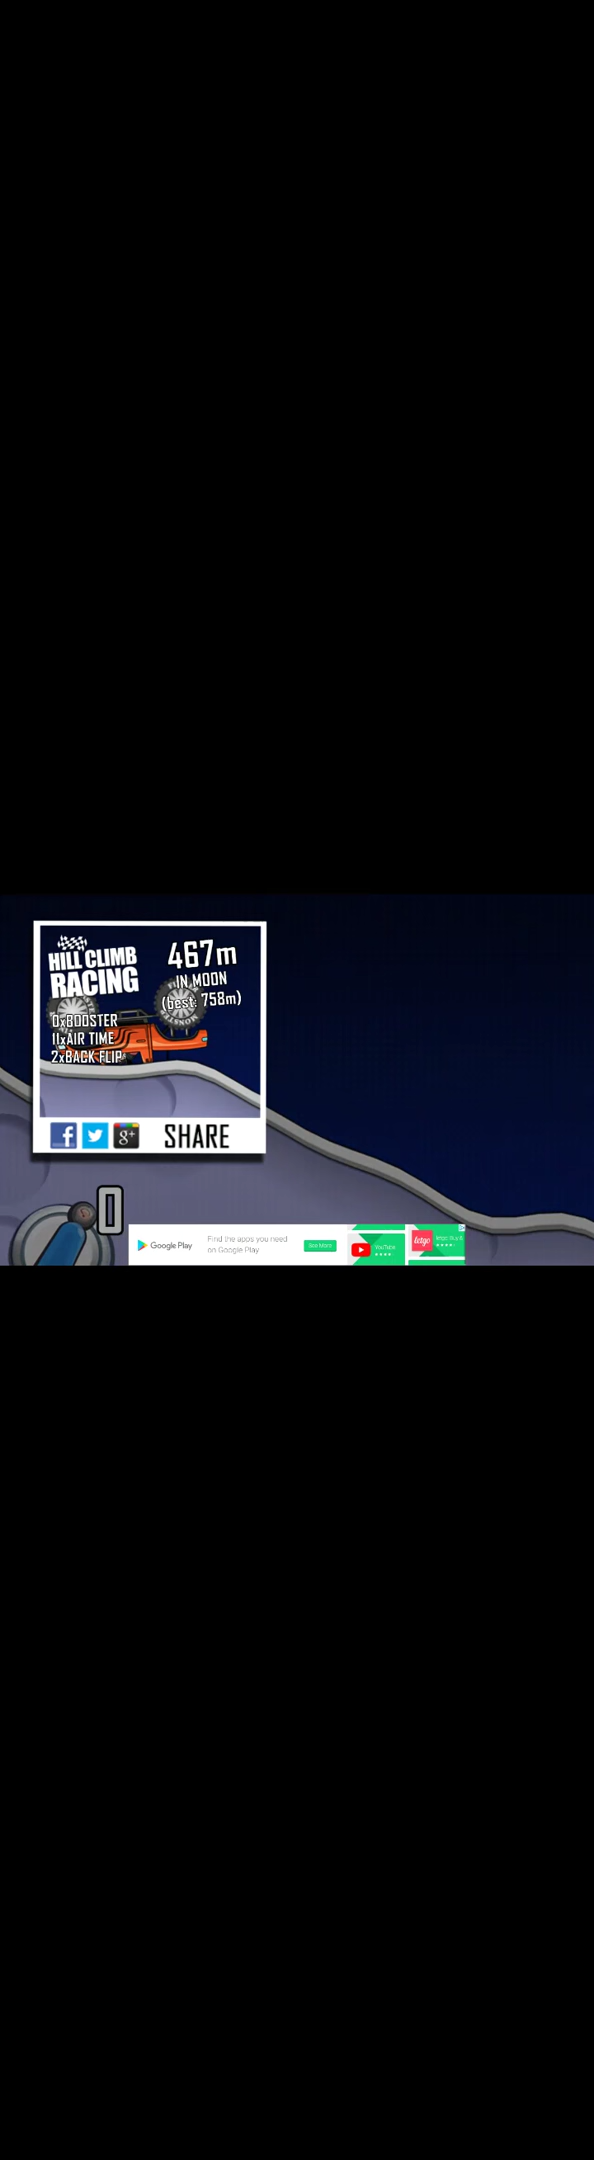 HILL CLIMB
RACING
467m
IN MOON
(best: 758m)
0xBOOSTER
11xAIR TIME
2xBACK FLIP
f
g+
SHARE
0
Google Play
Find the apps you need
on Google Play
See More
YouTube
letgo